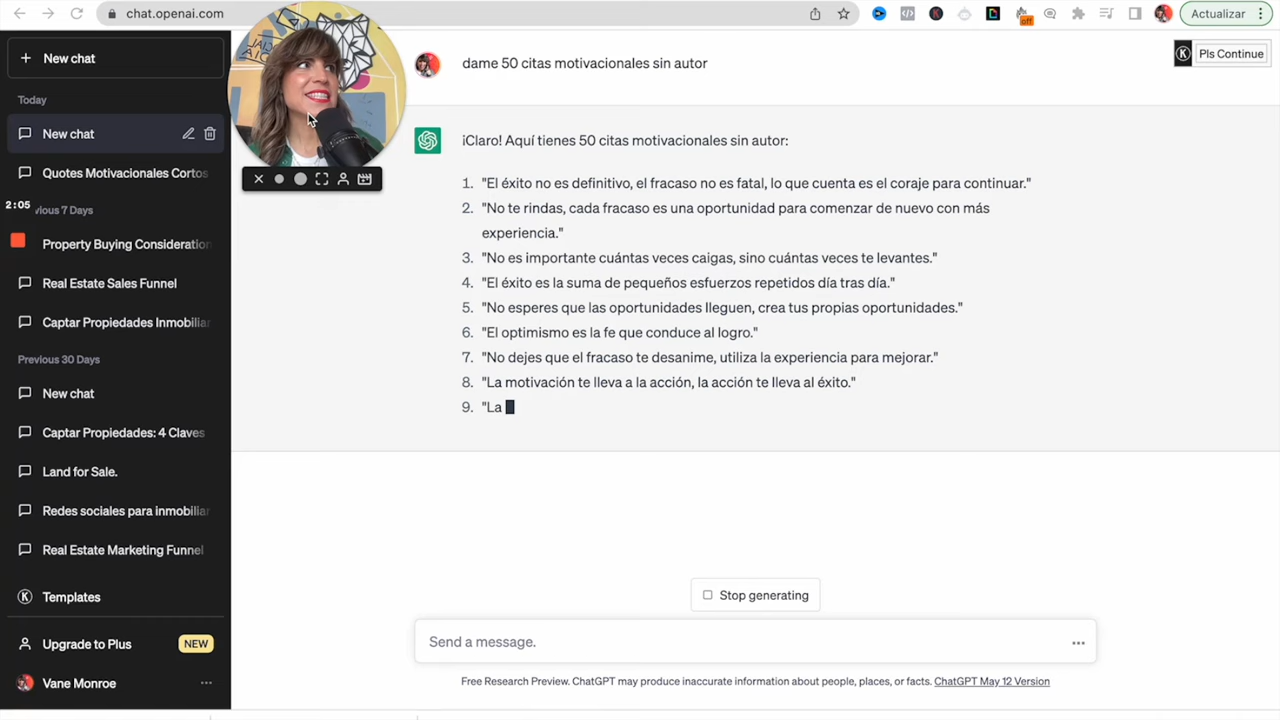 chat.openai.com
Actualizar
off
New chat
Today
New chat
Quotes Motivacionales Cortos
2:05
vious 7 Days
Property Buying Consideration
Real Estate Sales Funnel
Captar Propiedades Inmobiliar
Previous 30 Days
New chat
Captar Propiedades: 4 Claves
Land for Sale.
Redes sociales para inmobiliar
Real Estate Marketing Funnel
K Templates
Upgrade to Plus NEW
Vane Monroe
dame 50 citas motivacionales sin autor
K Pls Continue
¡Claro! Aquí tienes 50 citas motivacionales sin autor:
1. "El éxito no es definitivo, el fracaso no es fatal, lo que cuenta es el coraje para continuar."
2. "No te rindas, cada fracaso es una oportunidad para comenzar de nuevo con más
experiencia."
3. "No es importante cuántas veces caigas, sino cuántas veces te levantes."
4. "El éxito es la suma de pequeños esfuerzos repetidos día tras día."
5. "No esperes que las oportunidades lleguen, crea tus propias oportunidades."
6. "El optimismo es la fe que conduce al logro."
7. "No dejes que el fracaso te desanime, utiliza la experiencia para mejorar."
8. "La motivación te lleva a la acción, la acción te lleva al éxito."
9. "La
Stop generating
Send a message.
Free Research Preview. ChatGPT may produce inaccurate information about people, places, or facts. ChatGPT May 12 Version